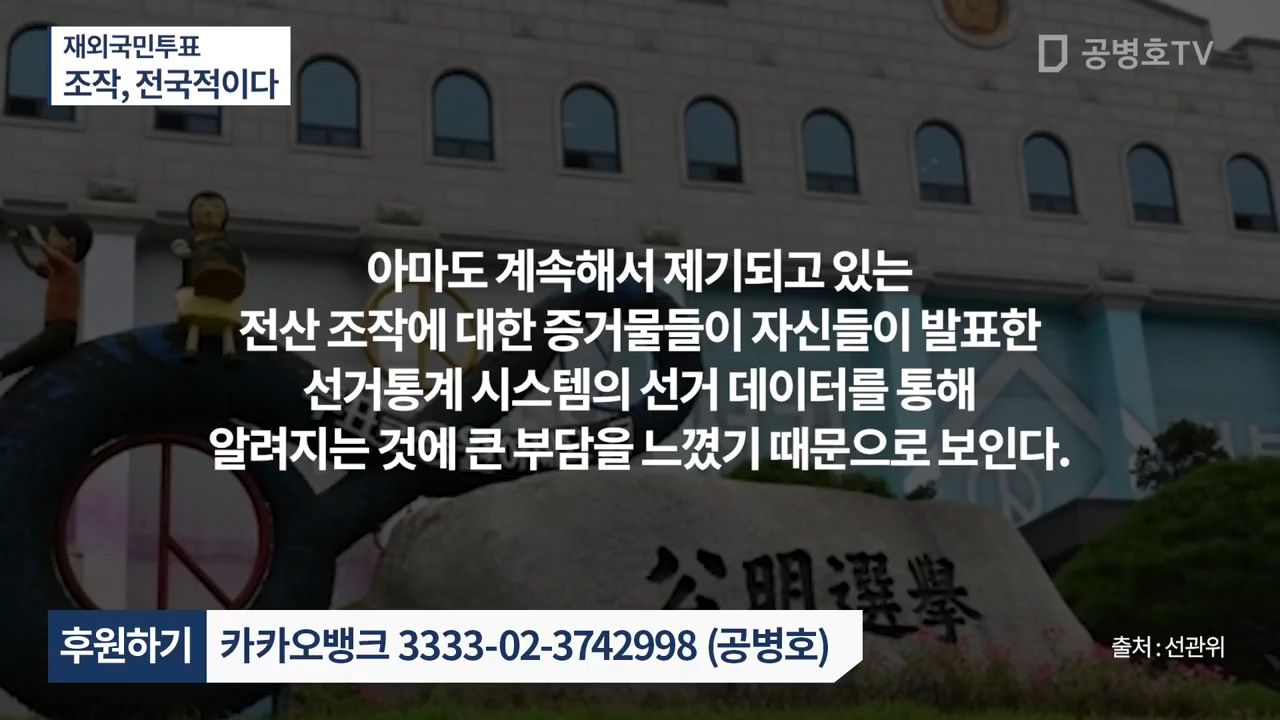 재외국민투표
조작, 전국적이다
공병호TV
아마도 계속해서 제기되고 있는
전산 조작에 대한 증거물들이 자신들이 발표한
선거통계 시스템의 선거 데이터를 통해
알려지는 것에 큰 부담을 느꼈기 때문으로 보인다.
公明選擧
후원하기
카카오뱅크 3333-02-3742998 (공병호)
출처 : 선관위